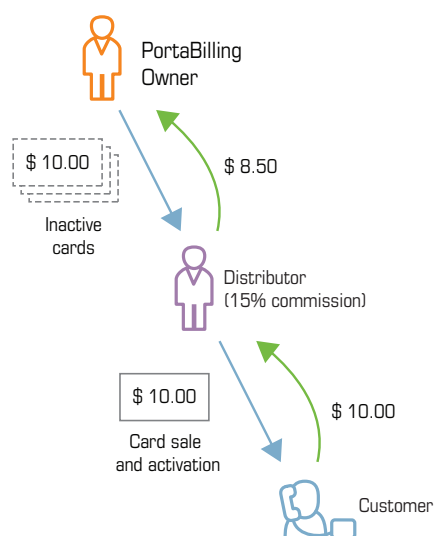 PortaBilling
Owner
$ 10.00
$ 8.50
Inactive
cards
Distributor
(15% commission)
$ 10.00
$ 10.00
Card sale
and activation
Customer